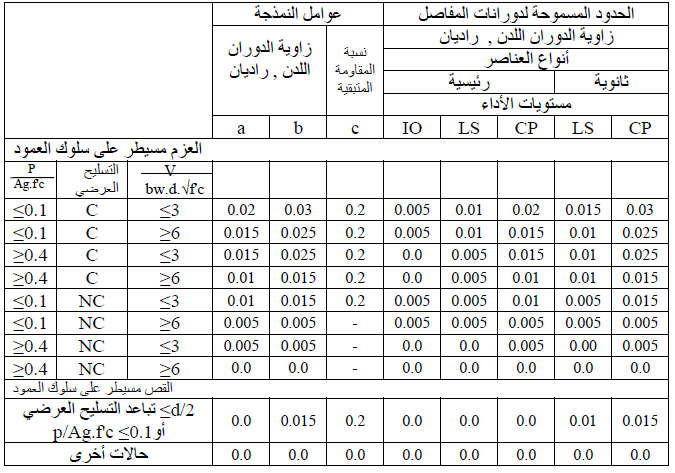 الحدود المسموحة لدورانات المفاصل عوامل النمذجة
زاوية الدوران اللدن , راديان نسبة المقاومة المتبقية زاوية الدوران اللدن , راديان
أنواع العناصر
ثانوية رئيسية
مستويات الأداء
a b c IO LS CP LS CP
العزم مسيطر على سلوك العمود
P/Ag.f'c التسليح العرضي V/bw.d.√f'c
≤0.1 C ≤3 0.02 0.03 0.2 0.005 0.01 0.02 0.015 0.03
≤0.1 C ≥6 0.015 0.025 0.2 0.005 0.01 0.015 0.01 0.025
≥0.4 C ≤3 0.015 0.025 0.2 0.0 0.005 0.015 0.01 0.025
≥0.4 C ≥6 0.01 0.015 0.2 0.0 0.005 0.01 0.01 0.015
≤0.1 NC ≤3 0.01 0.015 0.2 0.005 0.005 0.01 0.005 0.015
≤0.1 NC ≥6 0.005 0.005 - 0.005 0.005 0.005 0.005 0.005
≥0.4 NC ≤3 0.005 0.005 - 0.0 0.0 0.005 0.00 0.005
≥0.4 NC ≥6 0.0 0.0 - 0.0 0.0 0.0 0.0 0.0
القص مسيطر على سلوك العمود
≤d/2 تباعد التسليح العرضي
أو p/Ag.f'c ≤0.1 0.0 0.015 0.2 0.0 0.0 0.0 0.01 0.015
حالات أخرى 0.0 0.0 0.0 0.0 0.0 0.0 0.0 0.0